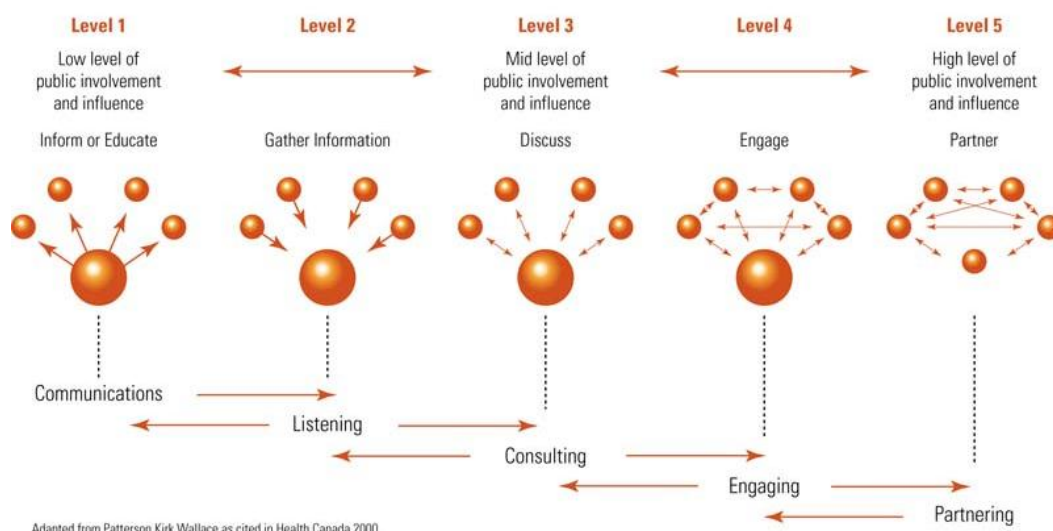 Level 1
Level 2
Level 3
Level 4
Level 5
Low level of
public involvement
and influence
Mid level of
public involvement
and influence
High level of
public involvement
and influence
Inform or Educate
Gather Information
Discuss
Engage
Partner
Communications
Listening
Consulting
Engaging
Partnering
Adapted from Patterson Kirk Wallace as cited in Health Canada 2000